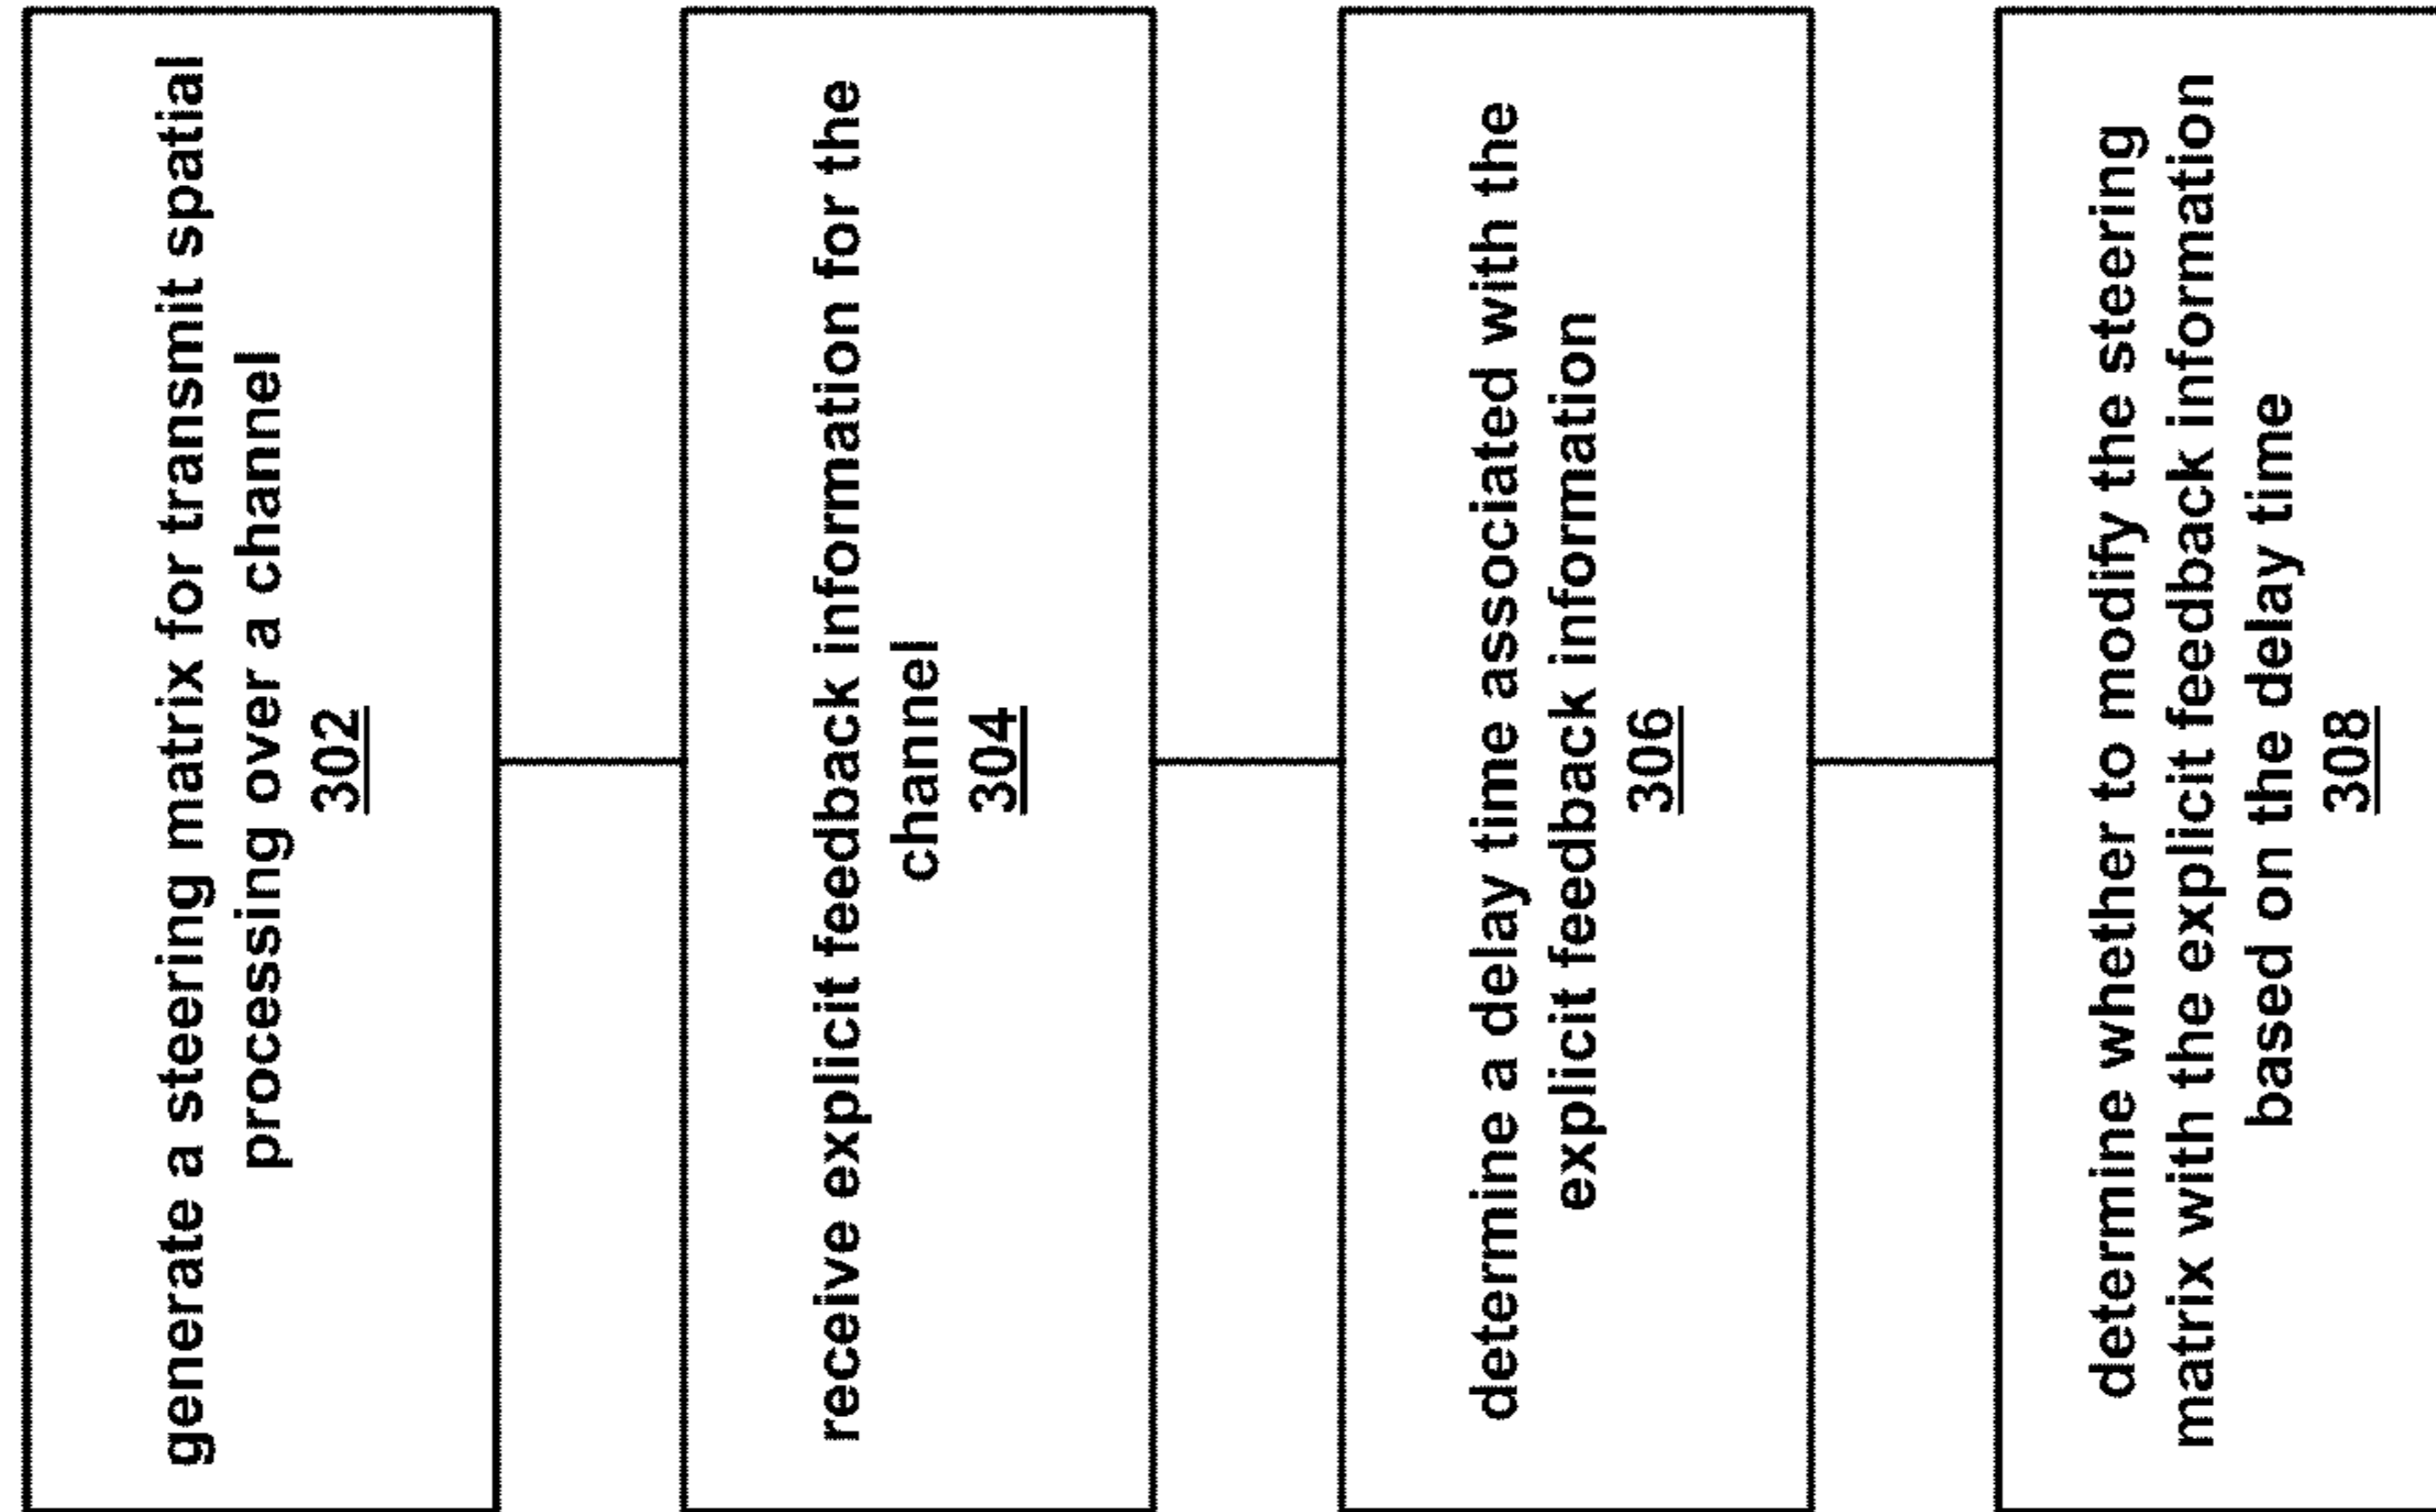 generate a steering matrix for transmit spatial
processing over a channel
302
receive explicit feedback information for the
channel
304
determine a delay time associated with the
explicit feedback information
306
determine whether to modify the steering
matrix with the explicit feedback information
based on the delay time
308